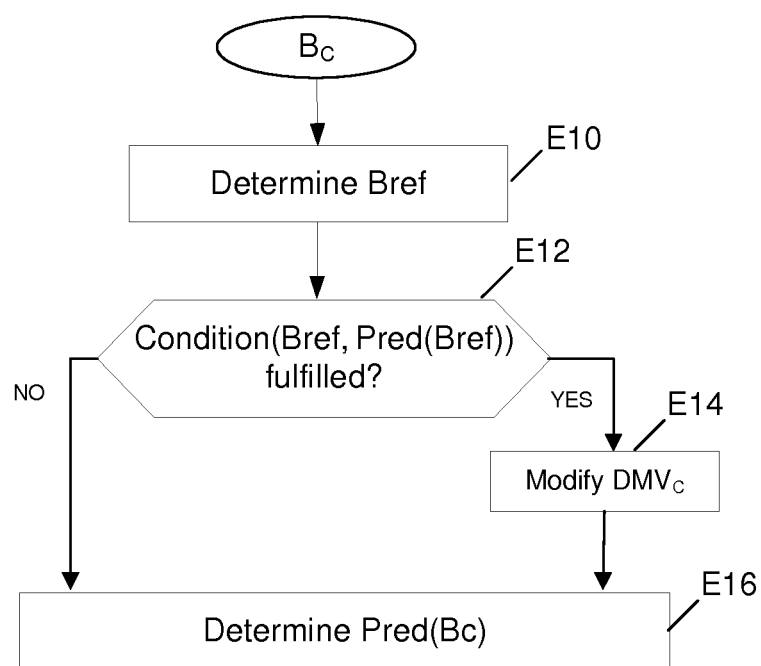 B_C
E10
Determine Bref
E12
Condition(Bref, Pred(Bref))
fulfilled?
NO
YES
E14
Modify DMV_C
E16
Determine Pred(Bc)